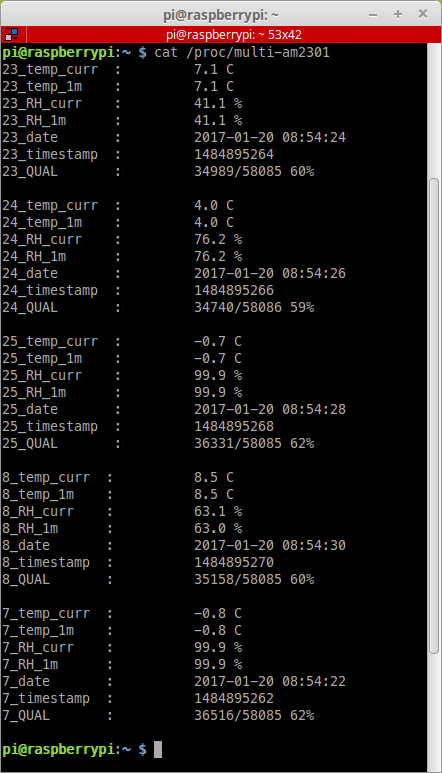 pi@raspberrypi: ~
pi@raspberrypi: ~ 53x42
pi@raspberrypi:~ $ cat /proc/multi-am2301
23_temp_curr  :         7.1 C
23_temp_1m    :         7.1 C
23_RH_curr    :         41.1 %
23_RH_1m      :         41.1 %
23_date       :         2017-01-20 08:54:24
23_timestamp  :         1484895264
23_QUAL       :         34989/58085 60%
24_temp_curr  :         4.0 C
24_temp_1m    :         4.0 C
24_RH_curr    :         76.2 %
24_RH_1m      :         76.2 %
24_date       :         2017-01-20 08:54:26
24_timestamp  :         1484895266
24_QUAL       :         34740/58086 59%
25_temp_curr  :         -0.7 C
25_temp_1m    :         -0.7 C
25_RH_curr    :         99.9 %
25_RH_1m      :         99.9 %
25_date       :         2017-01-20 08:54:28
25_timestamp  :         1484895268
25_QUAL       :         36331/58085 62%
8_temp_curr  :          8.5 C
8_temp_1m    :          8.5 C
8_RH_curr    :          63.1 %
8_RH_1m      :          63.0 %
8_date       :          2017-01-20 08:54:30
8_timestamp  :          1484895270
8_QUAL       :          35158/58085 60%
7_temp_curr  :          -0.8 C
7_temp_1m    :          -0.8 C
7_RH_curr    :          99.9 %
7_RH_1m      :          99.9 %
7_date       :          2017-01-20 08:54:22
7_timestamp  :          1484895262
7_QUAL       :          36516/58085 62%
pi@raspberrypi:~ $